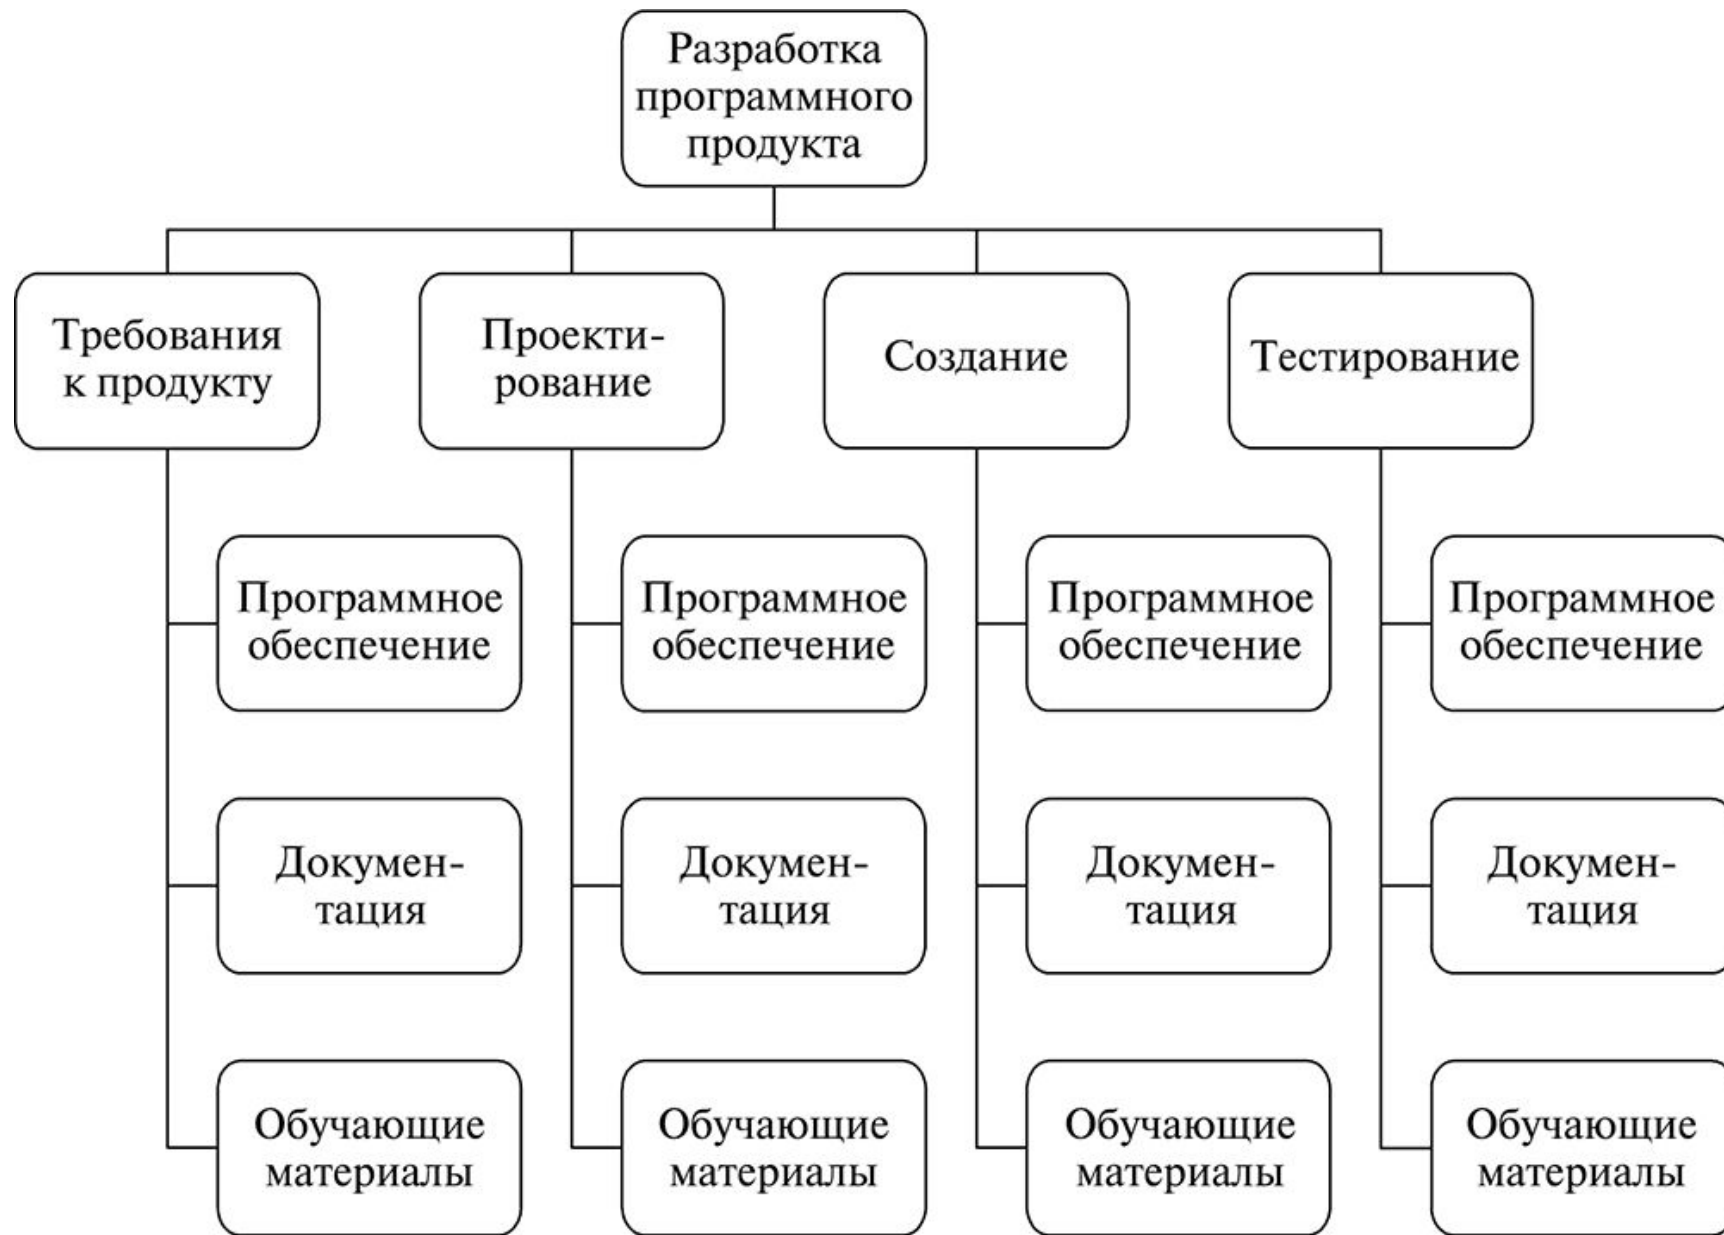 Разработка
программного
продукта
Требования
к продукту
Проекти-
рование
Создание
Тестирование
Программное
обеспечение
Программное
обеспечение
Программное
обеспечение
Программное
обеспечение
Докумен-
тация
Докумен-
тация
Докумен-
тация
Докумен-
тация
Обучающие
материалы
Обучающие
материалы
Обучающие
материалы
Обучающие
материалы